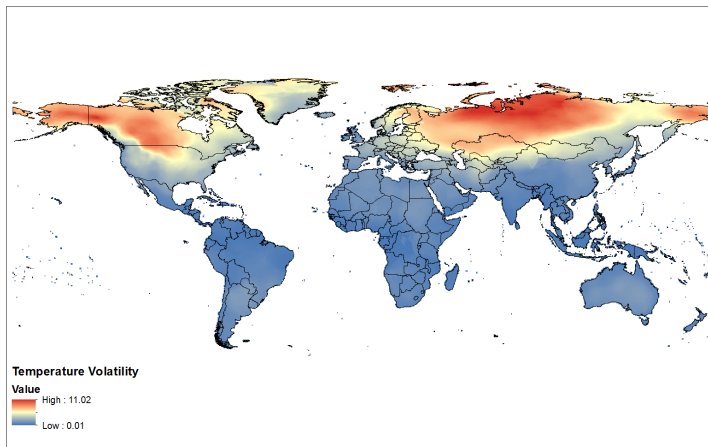 Temperature Volatility
Value
High : 11.02
Low : 0.01